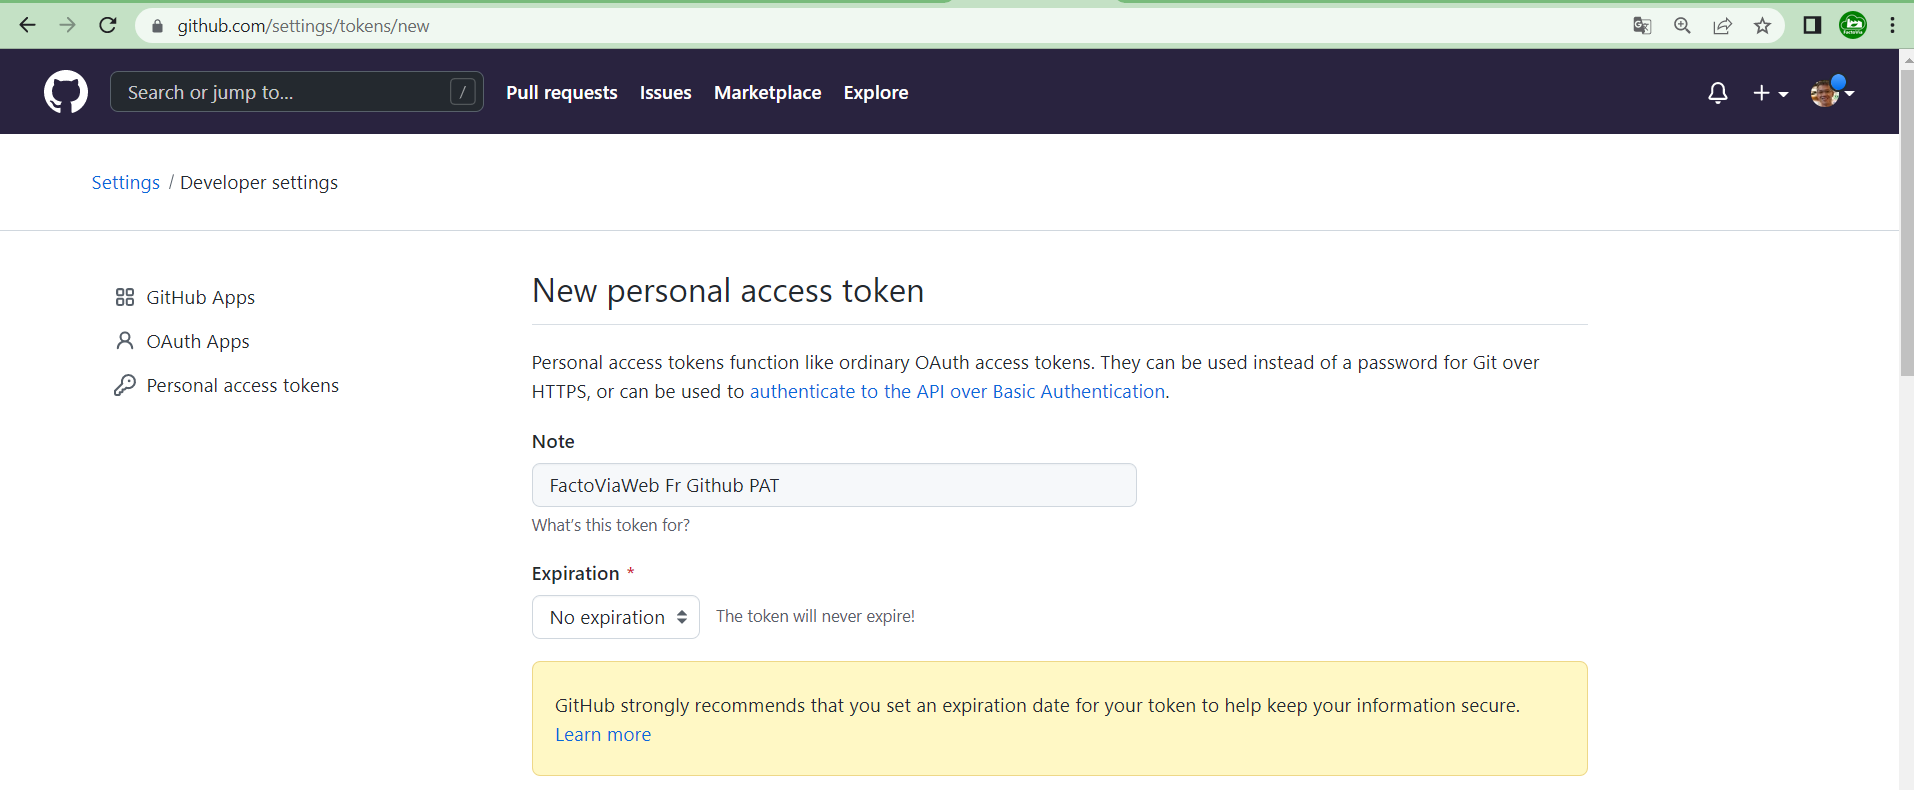 github.com/settings/tokens/new
Search or jump to... /
Pull requests Issues Marketplace Explore
Settings / Developer settings
GitHub Apps
OAuth Apps
Personal access tokens
New personal access token
Personal access tokens function like ordinary OAuth access tokens. They can be used instead of a password for Git over
HTTPS, or can be used to authenticate to the API over Basic Authentication.
Note
FactoViaWeb Fr Github PAT
What's this token for?
Expiration *
No expiration The token will never expire!
GitHub strongly recommends that you set an expiration date for your token to help keep your information secure.
Learn more